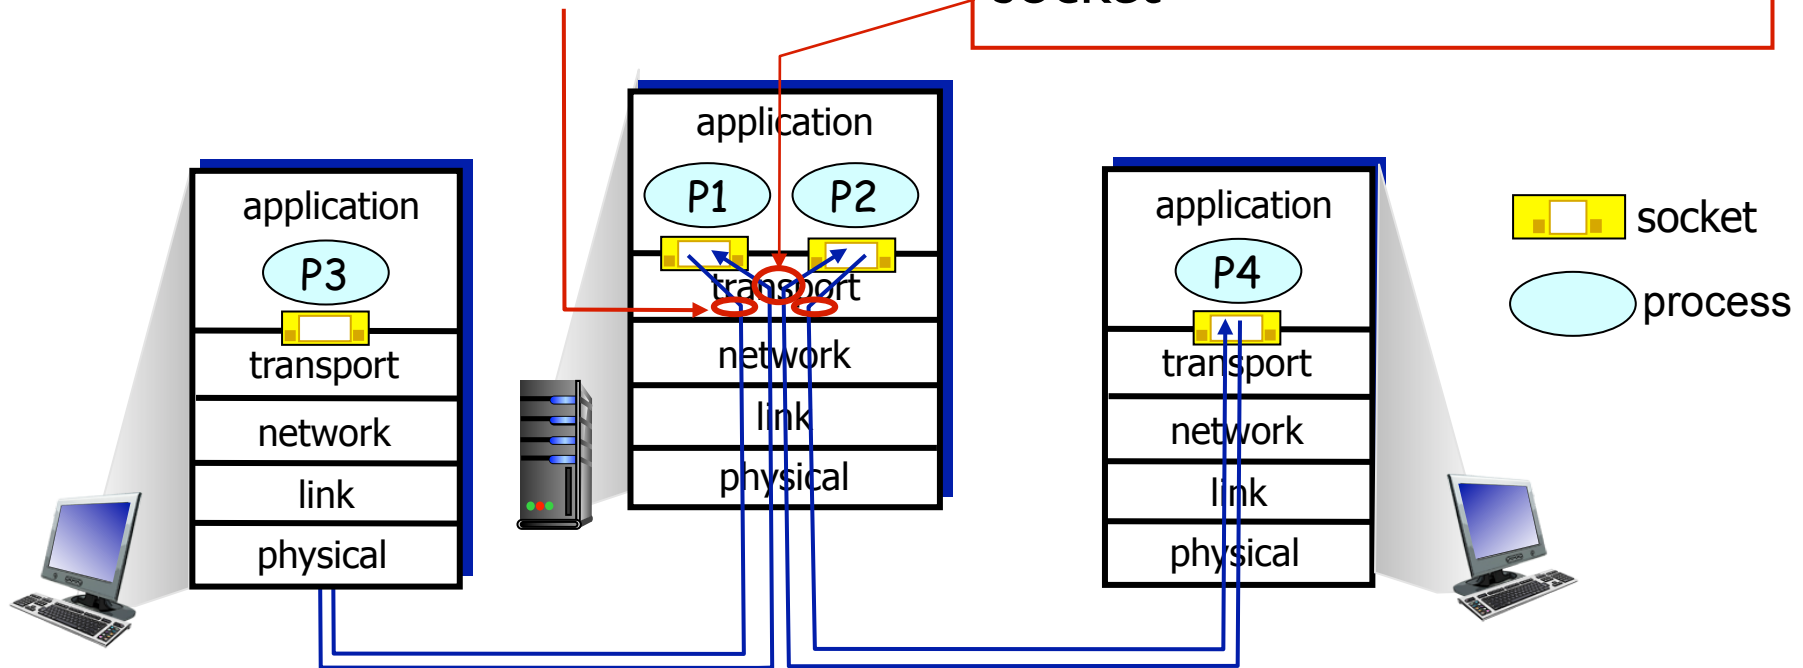 socket
application
P1
P2
transport
network
link
physical
application
P3
transport
network
link
physical
application
P4
transport
network
link
physical
socket
process